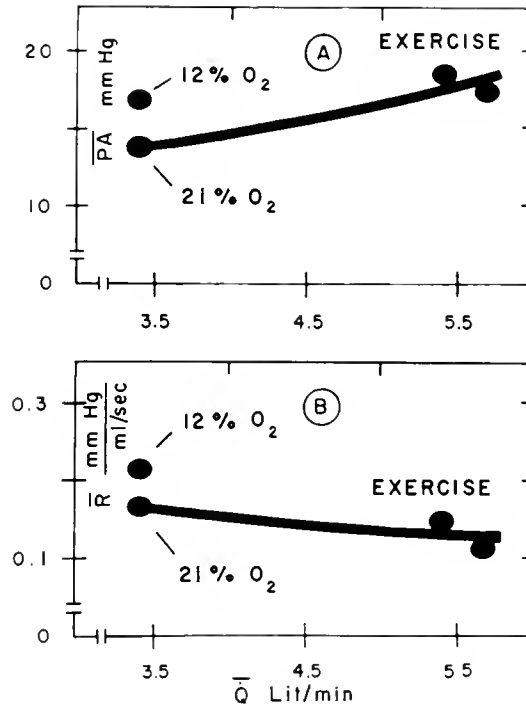 20
10
0
mm Hg
PA
A
12% O₂
21% O₂
EXERCISE
3.5
4.5
5.5
0.3
0.1
0
mm Hg
ml/sec
R
B
12% O₂
21% O₂
EXERCISE
3.5
4.5
5.5
Q̄ Lit/min